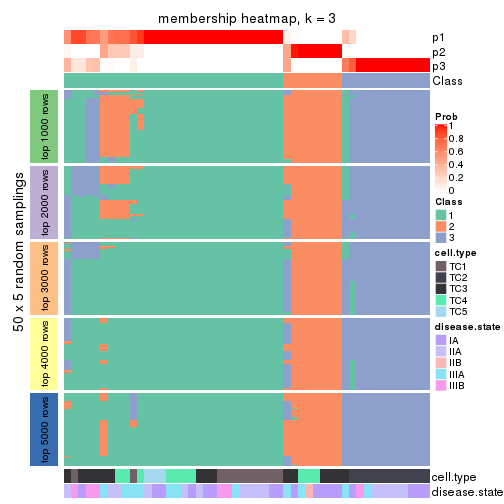 membership heatmap, k = 3
p1
p2
p3
Class
50 x 5 random samplings
top 1000 rows
top 2000 rows
top 3000 rows
top 4000 rows
top 5000 rows
cell.type
disease.state
Prob
1
0.8
0.6
0.4
0.2
0
Class
1
2
3
cell.type
TC1
TC2
TC3
TC4
TC5
disease.state
IA
IIA
IIB
IIIA
IIIB